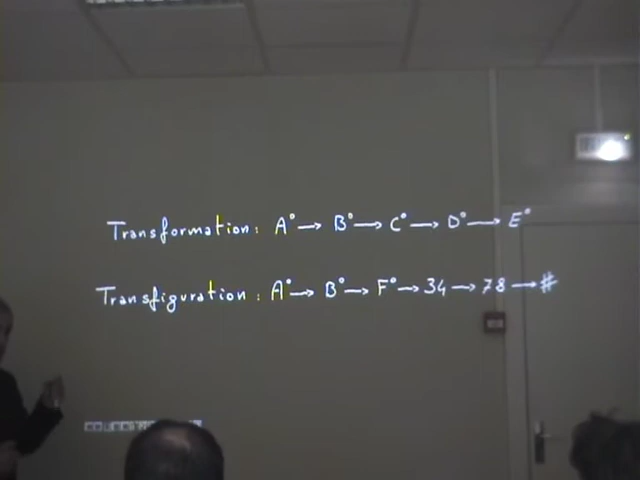 Transformation: A° → B° → C° → D° → E°
Transfiguration: A° → B° → F° → 34 → 78 → #